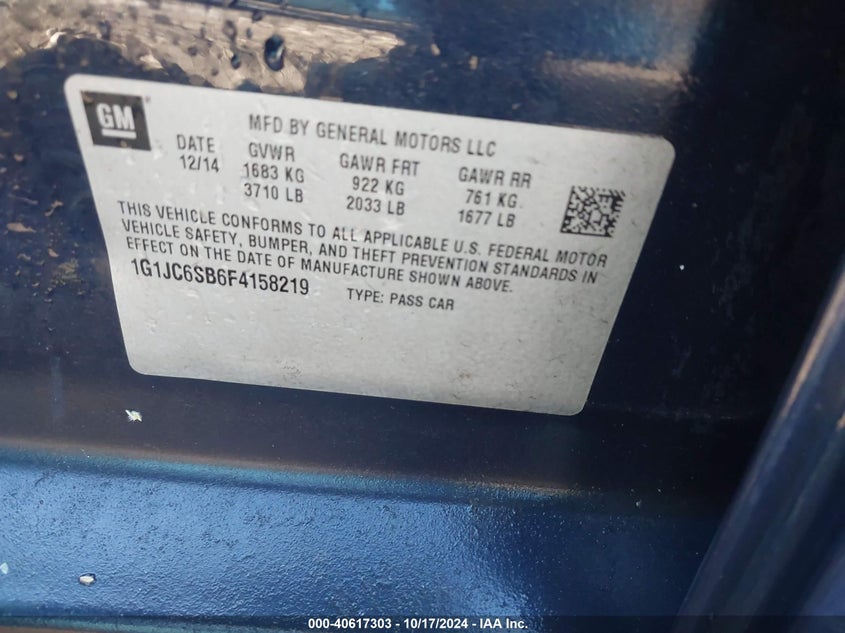 GM
MFD BY GENERAL MOTORS LLC
DATE GVWR GAWR FRT GAWR RR
12/14 1683 KG 922 KG 761 KG
3710 LB 2033 LB 1677 LB
THIS VEHICLE CONFORMS TO ALL APPLICABLE U.S. FEDERAL MOTOR
VEHICLE SAFETY, BUMPER, AND THEFT PREVENTION STANDARDS IN
EFFECT ON THE DATE OF MANUFACTURE SHOWN ABOVE.
1G1JC6SB6F4158219 TYPE: PASS CAR
000-40617303 - 10/17/2024 - IAA Inc.